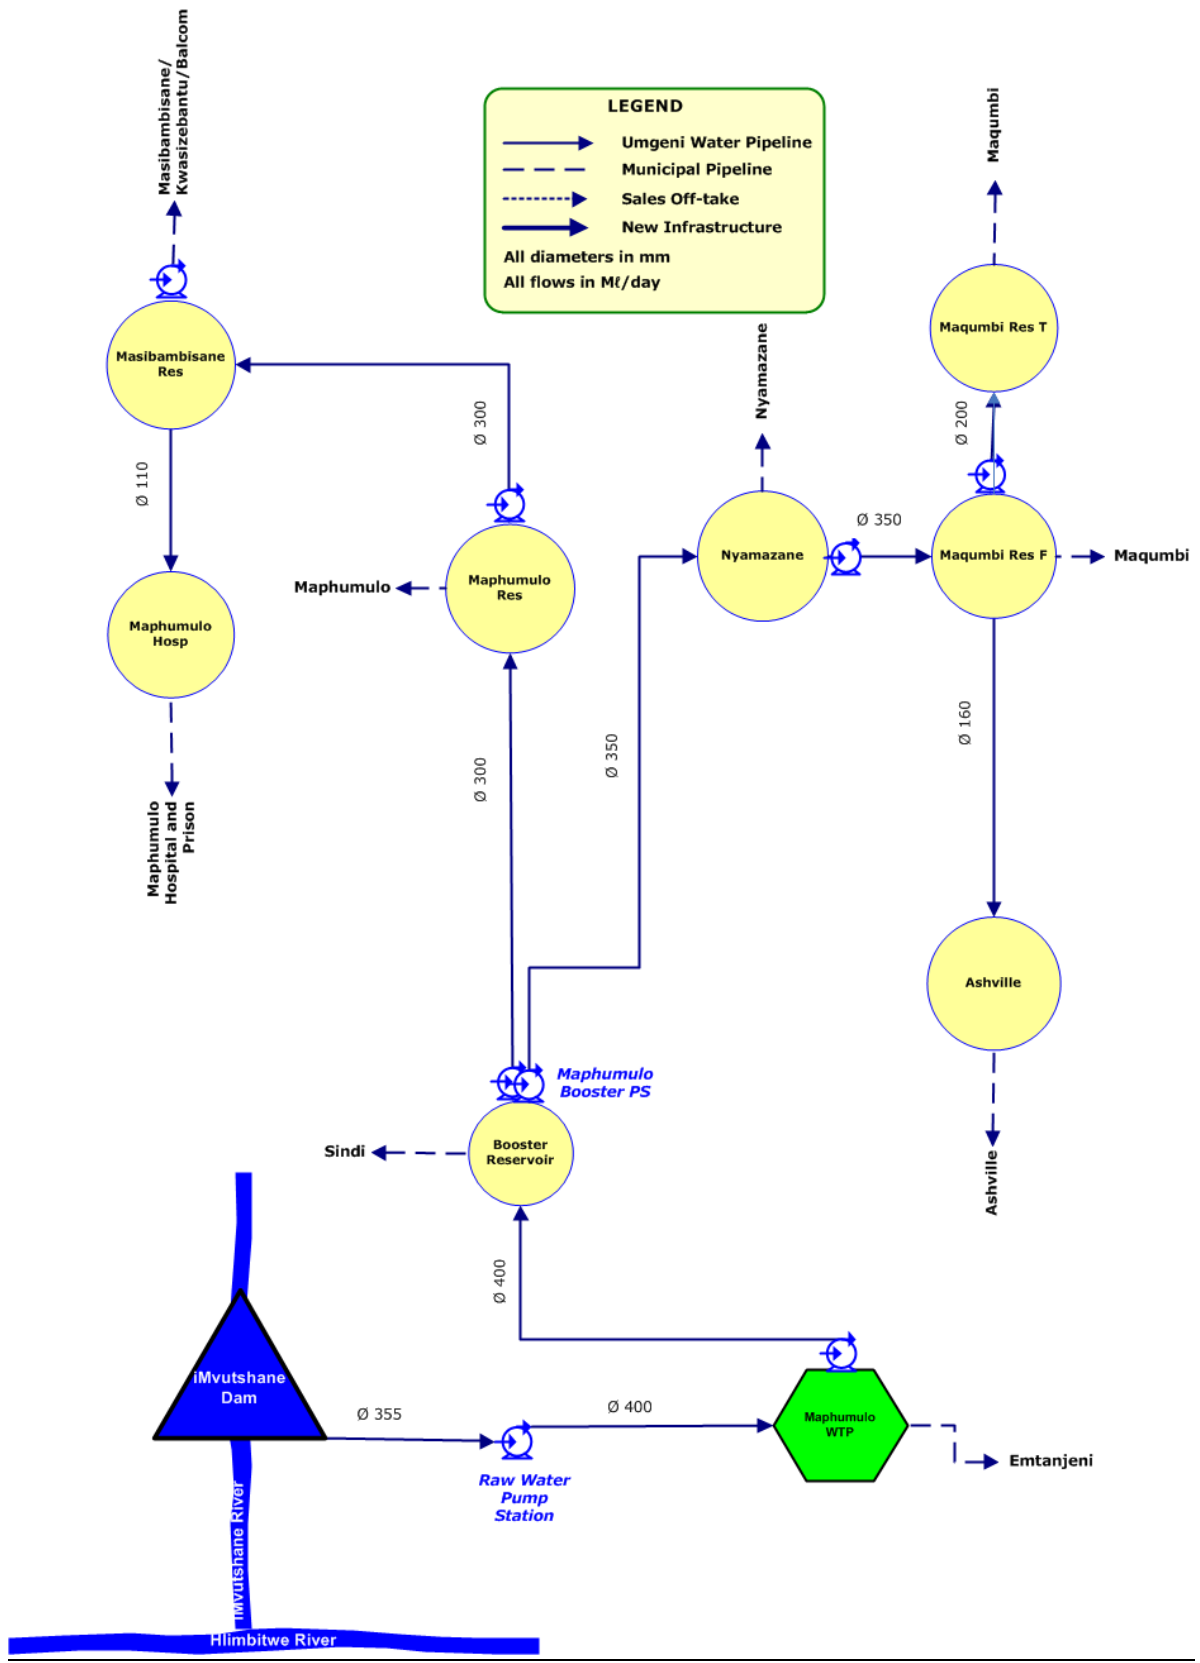 Masibambisane/
Kwasizebantu/Balcom
LEGEND
Umgeni Water Pipeline
Municipal Pipeline
Sales Off-take
New Infrastructure
All diameters in mm
All flows in Mℓ/day
Maqumbi
Maqumbi Res T
Masibambisane
Res
Nyamazane
Ø 300
Ø 200
Ø 110
Ø 350
Nyamazane
Maqumbi Res F
Maqumbi
Maphumulo
Maphumulo
Res
Maphumulo
Hosp
Ø 160
Ø 350
Ø 300
Maphumulo
Hospital and
Prison
Ashville
Maphumulo
Booster PS
Sindi
Booster
Reservoir
Ashville
Ø 400
iMvutshane
Dam
Ø 355
Ø 400
Maphumulo
WTP
Emtanjeni
Raw Water
Pump
Station
iMvutshane River
Hlimbitwe River